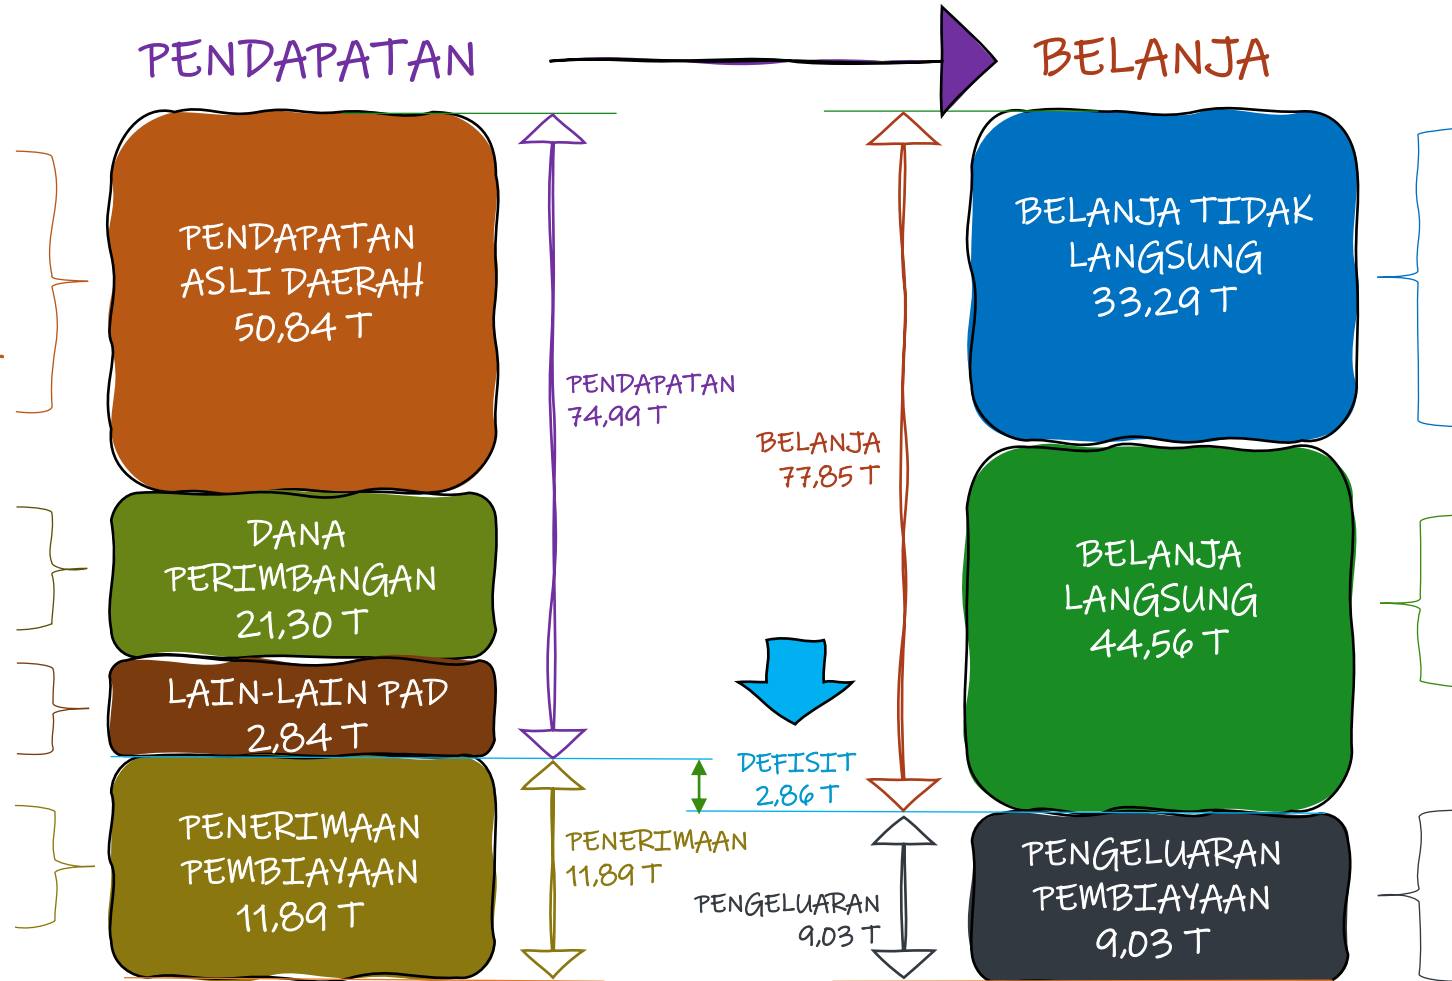 PENDAPATAN
BELANJA
PENDAPATAN
ASLI DAERAH
50,84 T
DANA
PERIMBANGAN
21,30 T
LAIN-LAIN PAD
2,84 T
PENERIMAAN
PEMBIAYAAN
11,89 T
PENDAPATAN
74,99 T
PENERIMAAN
11,89 T
BELANJA
77,85 T
DEFISIT
2,86 T
PENGELUARAN
9,03 T
BELANJA TIDAK
LANGSUNG
33,29 T
BELANJA
LANGSUNG
44,56 T
PENGELUARAN
PEMBIAYAAN
9,03 T